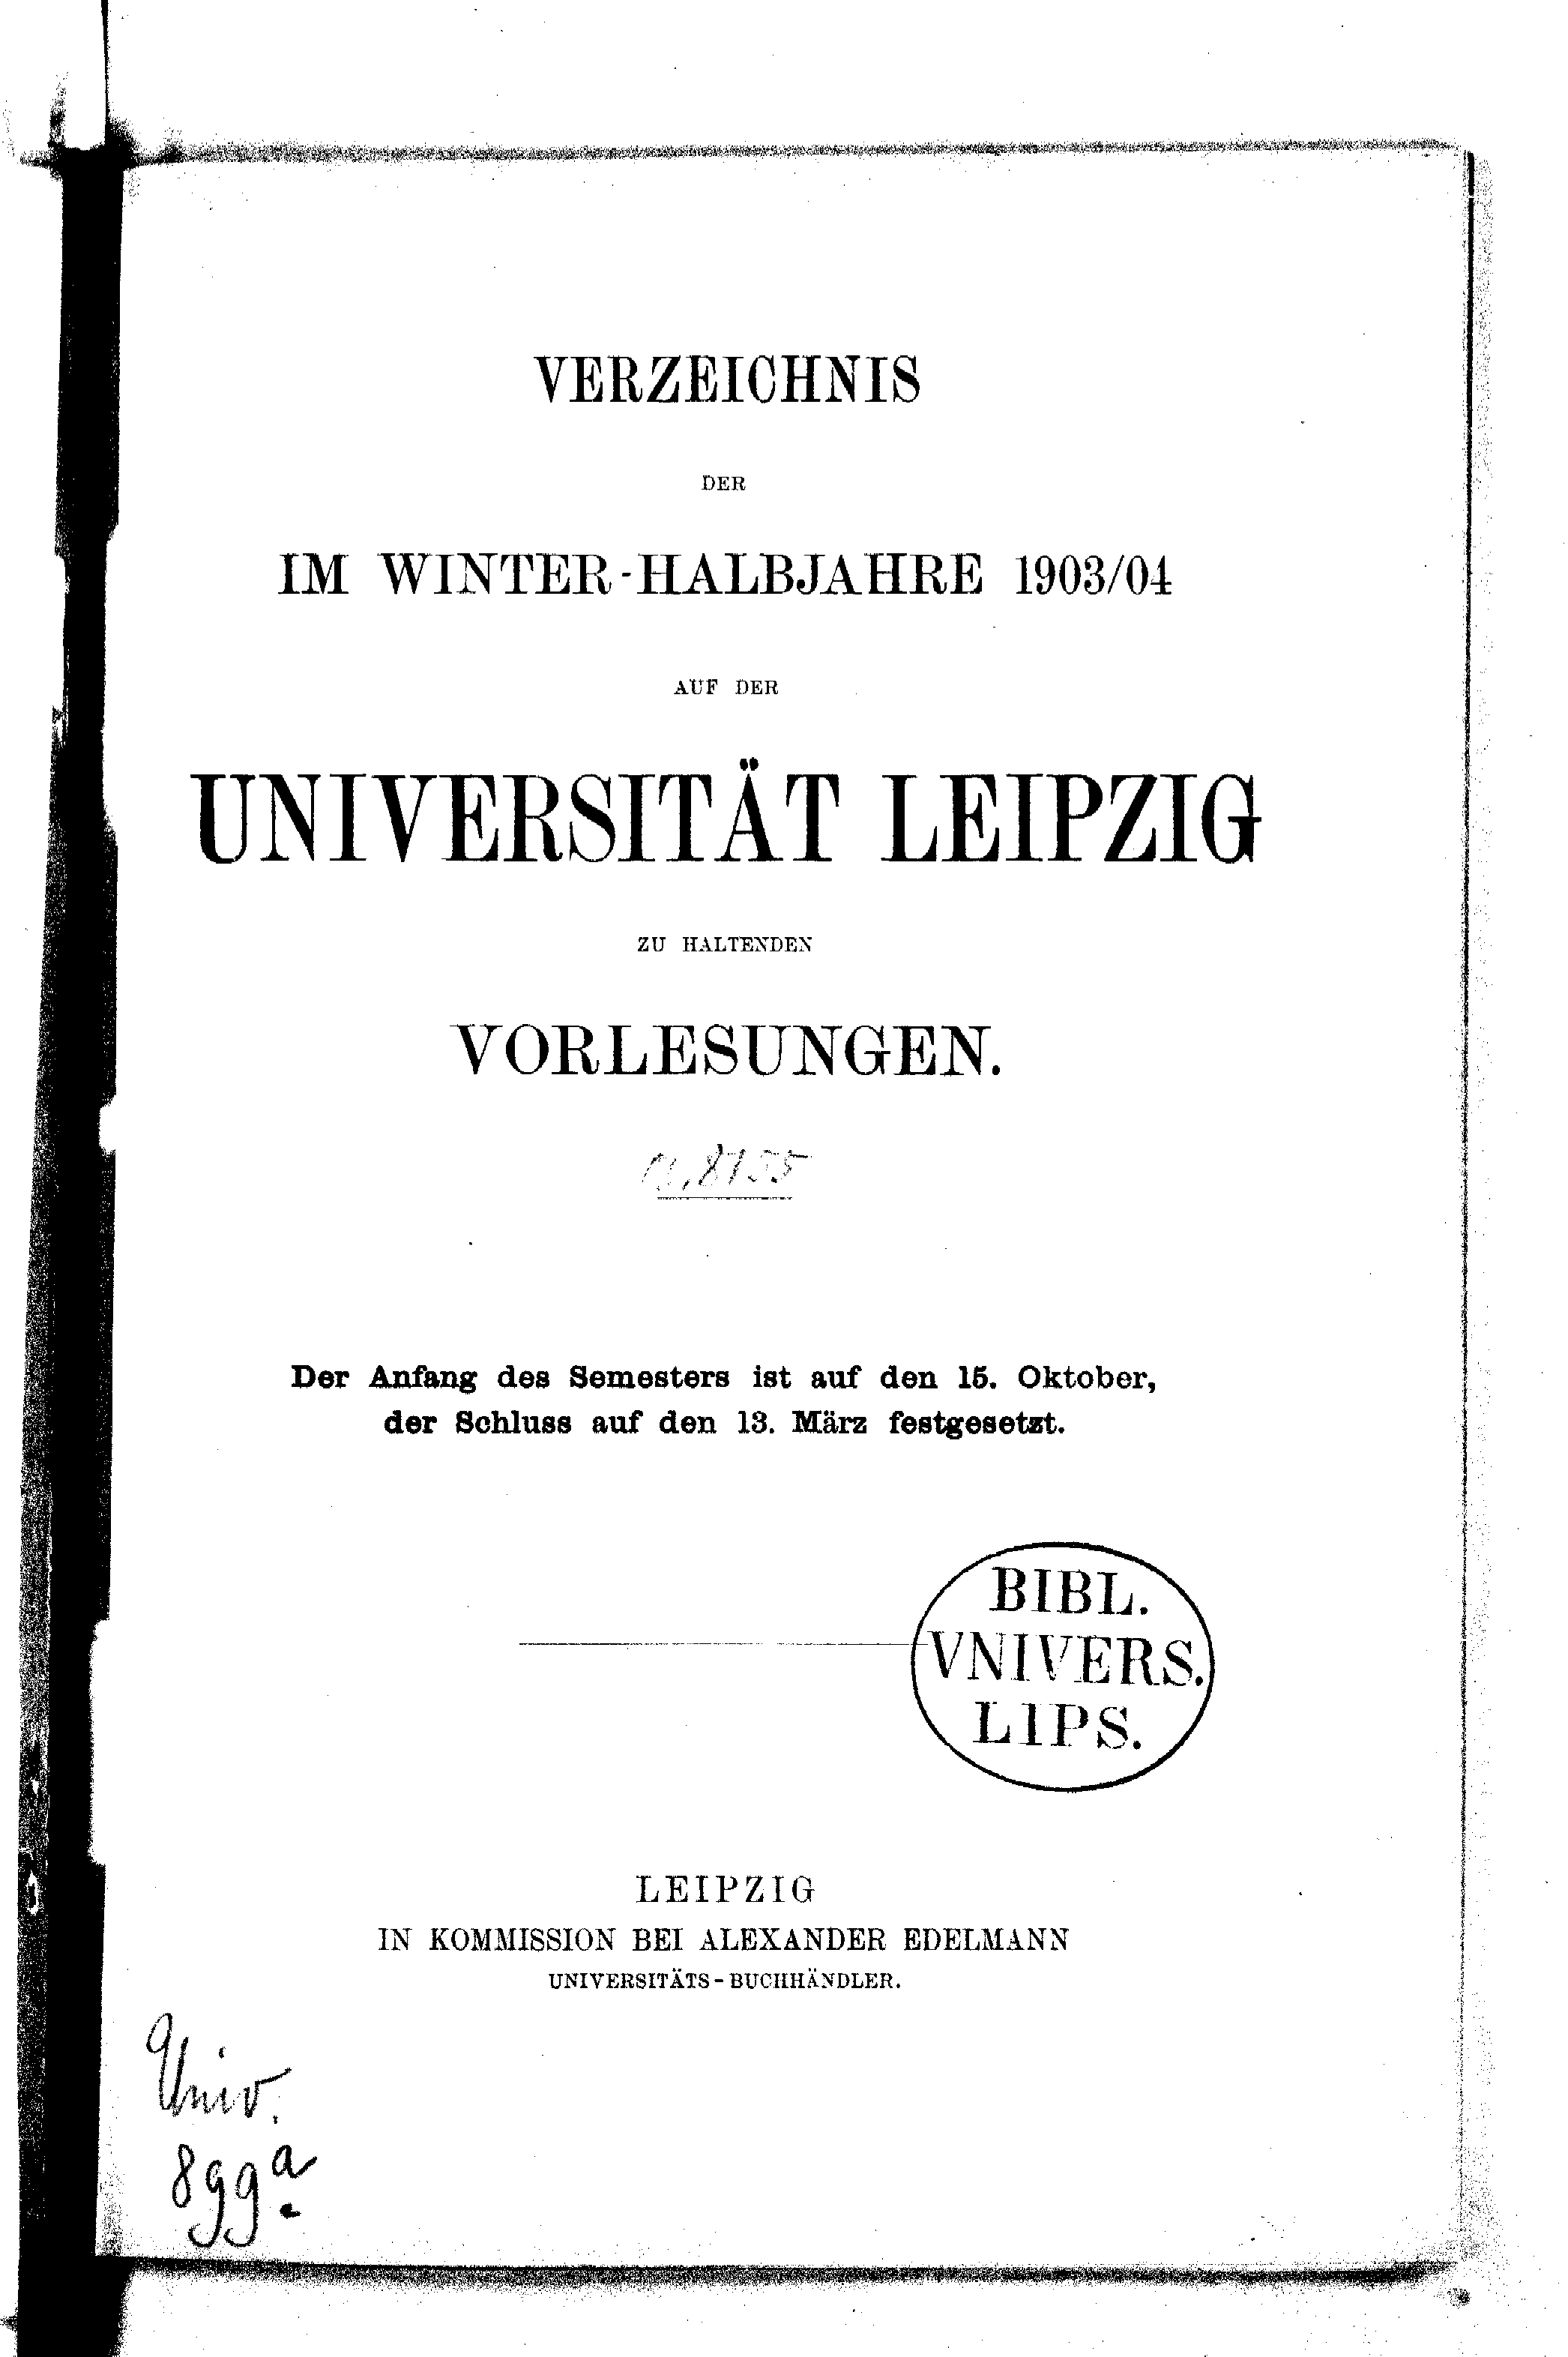 VERZEICHNIS
DER
IM WINTER-HALBJAHRE 1903/04
AUF DER
UNIVERSITÄT LEIPZIG
ZU HALTENDEN
VORLESUNGEN.
Der Anfang des Semesters ist auf den 15. Oktober,
der Schluss auf den 13. März festgesetzt.
BIBL.
VNIVERS.
LIPS.
LEIPZIG
IN KOMMISSION BEI ALEXANDER EDELMANN
UNIVERSITÄTS-BUCHHÄNDLER.
Univ.
899a